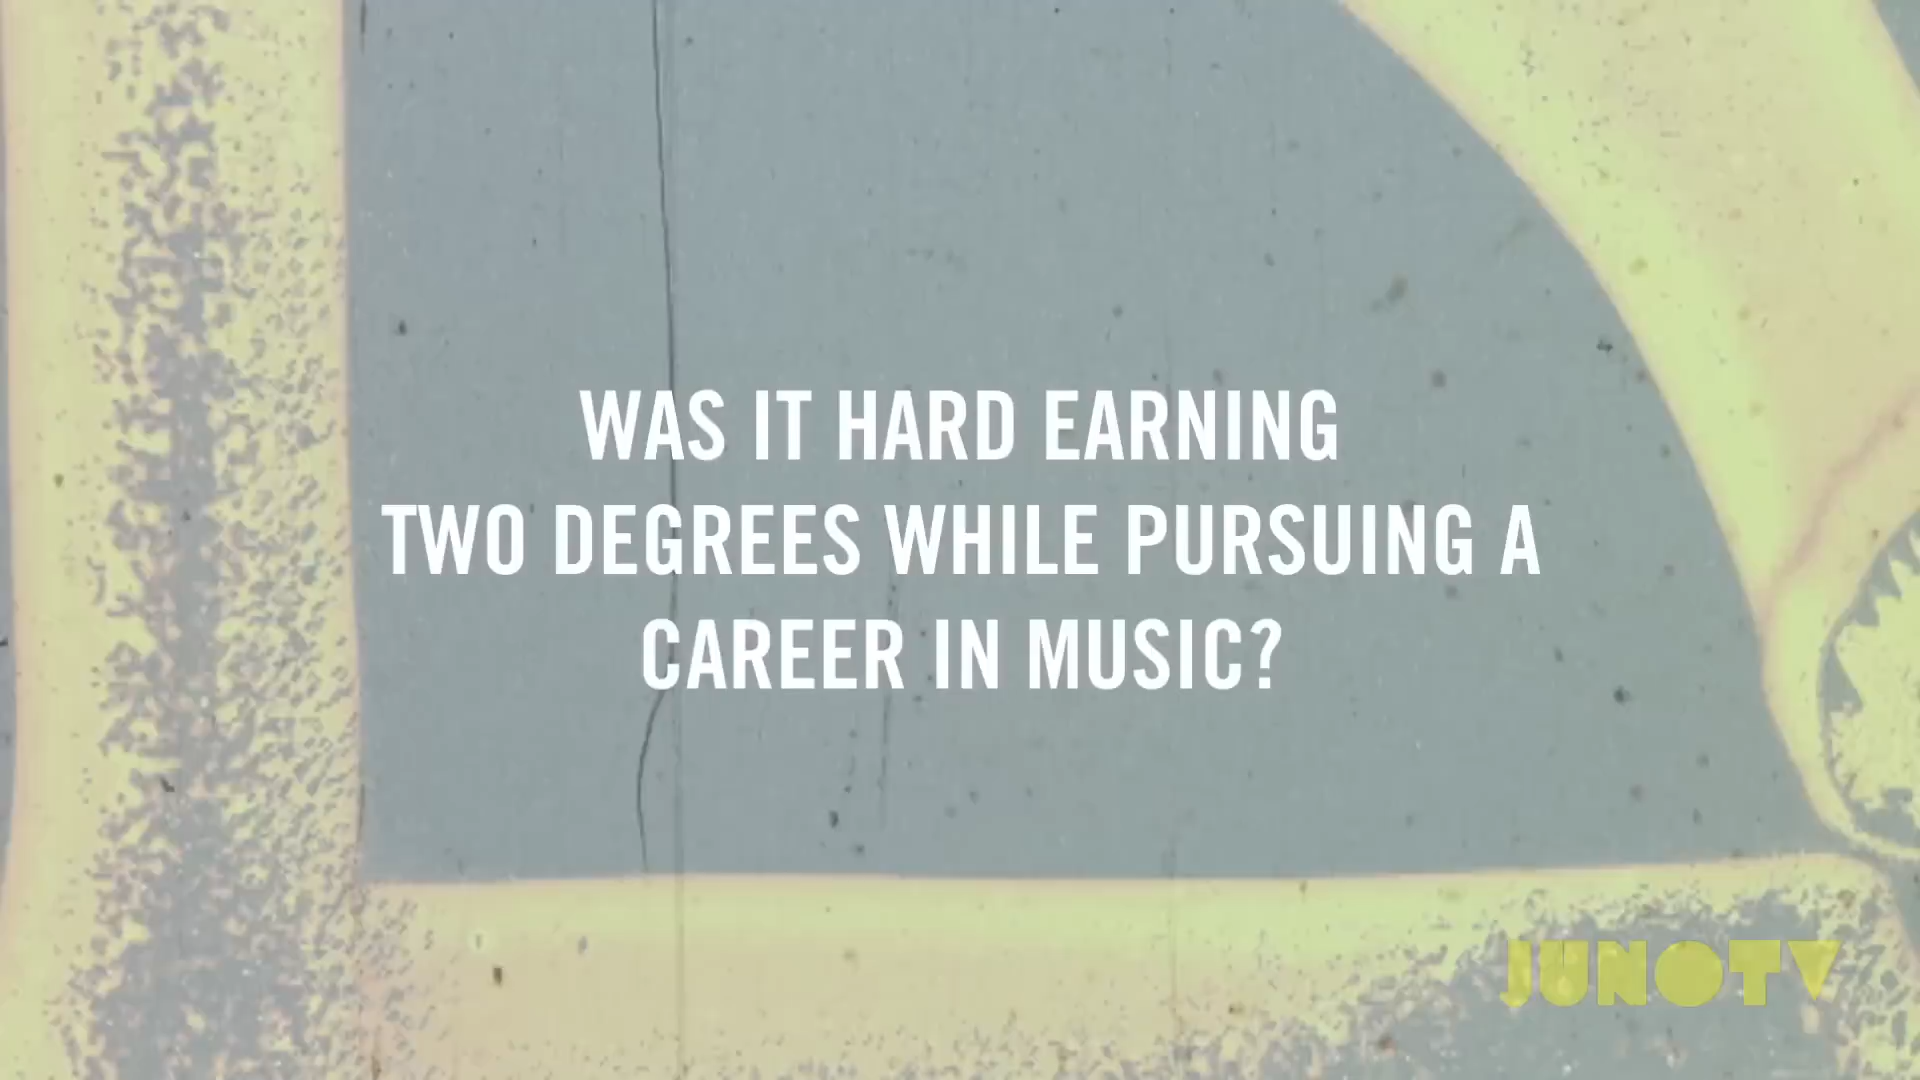 WAS IT HARD EARNING
TWO DEGREES WHILE PURSUING A
CAREER IN MUSIC?
JUNOTV